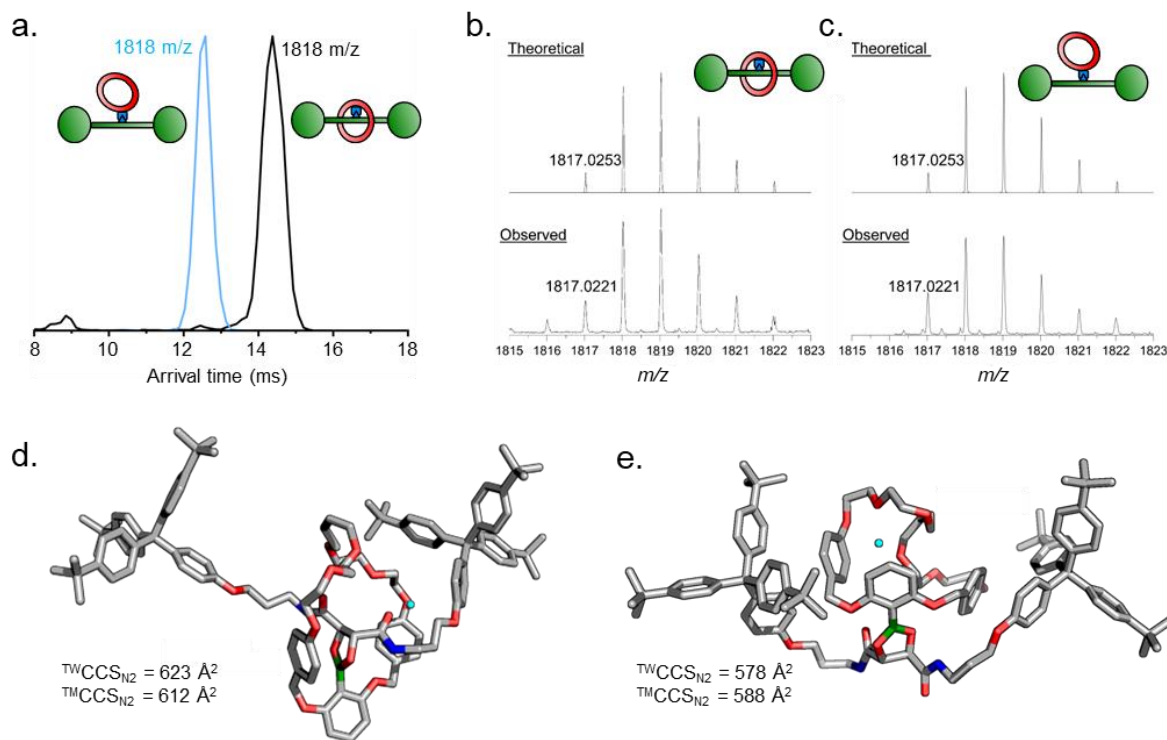 a.
1818 m/z
1818 m/z
8 10 12 14 16 18
Arrival time (ms)
b.
Theoretical
1817.0253
Observed
1817.0221
1815 1816 1817 1818 1819 1820 1821 1822 1823
m/z
c.
Theoretical
1817.0253
Observed
1817.0221
1815 1816 1817 1818 1819 1820 1821 1822 1823
m/z
d.
TWCCSN2 = 623 Å2
TMCCSN2 = 612 Å2
e.
TWCCSN2 = 578 Å2
TMCCSN2 = 588 Å2